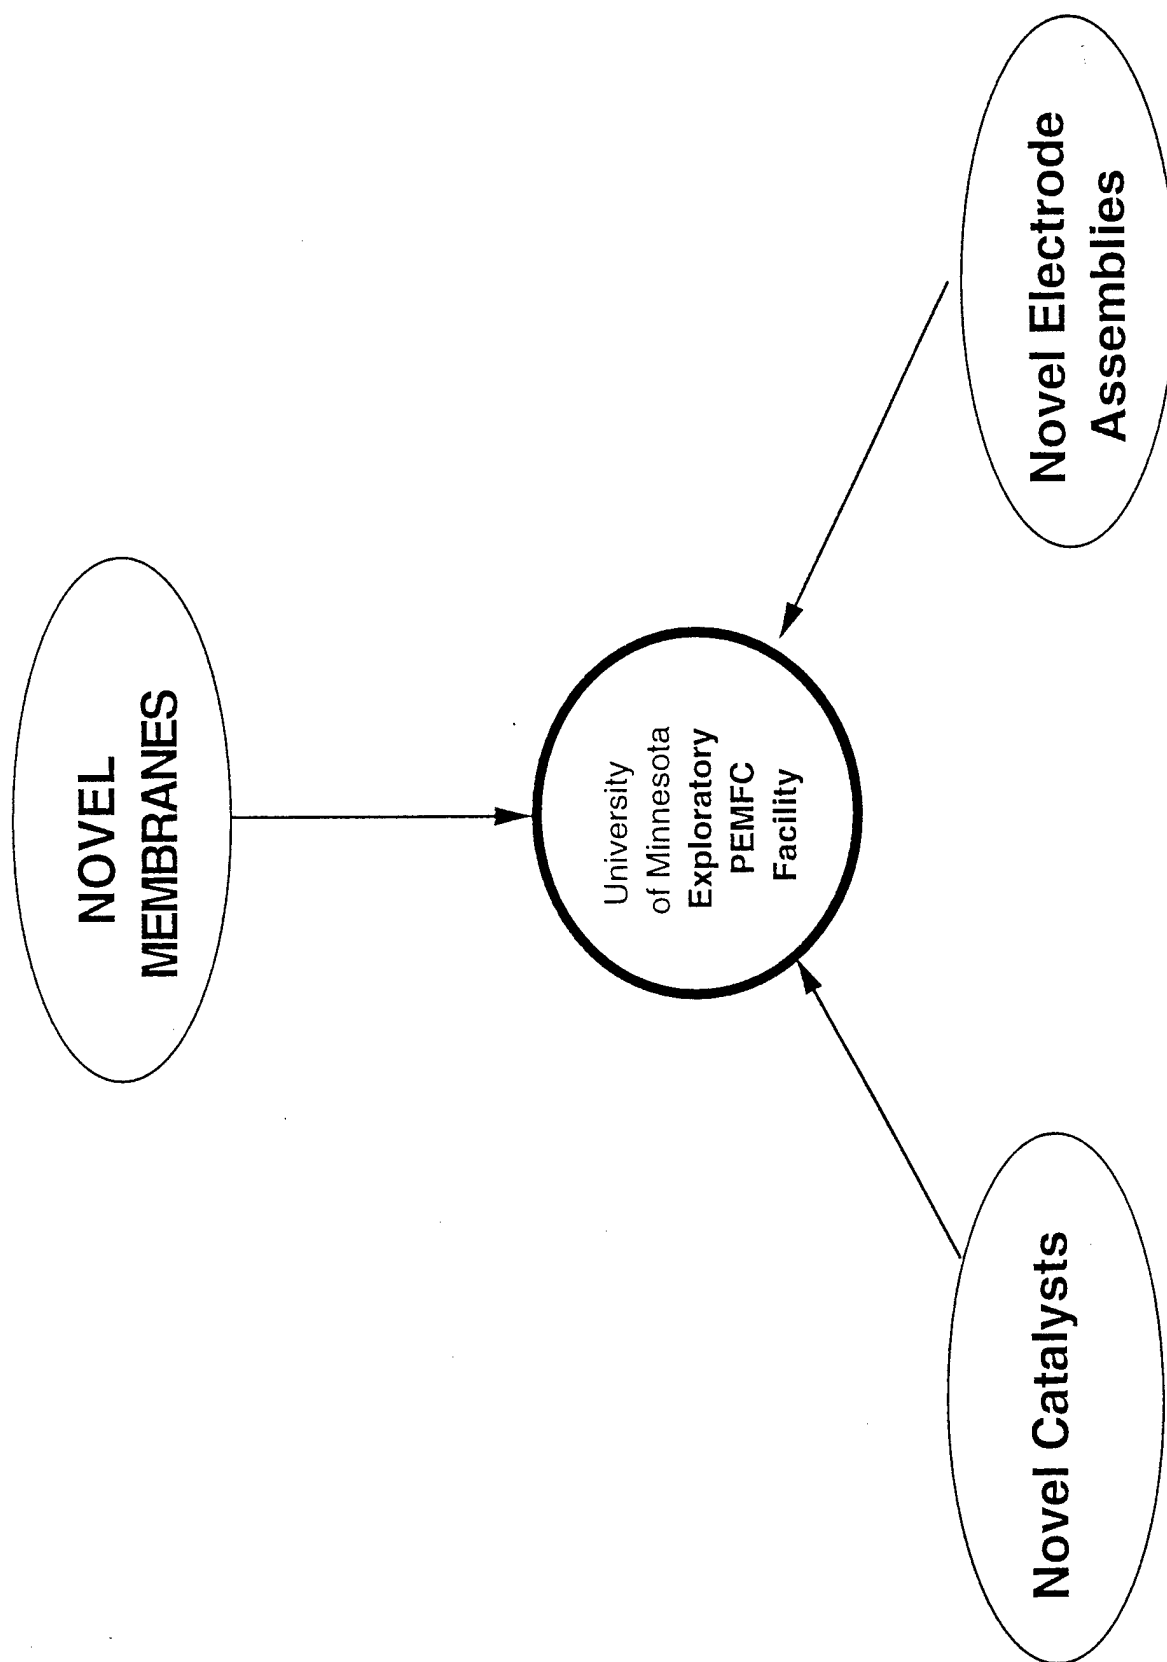 NOVEL
MEMBRANES
University
of Minnesota
Exploratory
PEMFC
Facility
Novel Catalysts
Novel Electrode
Assemblies